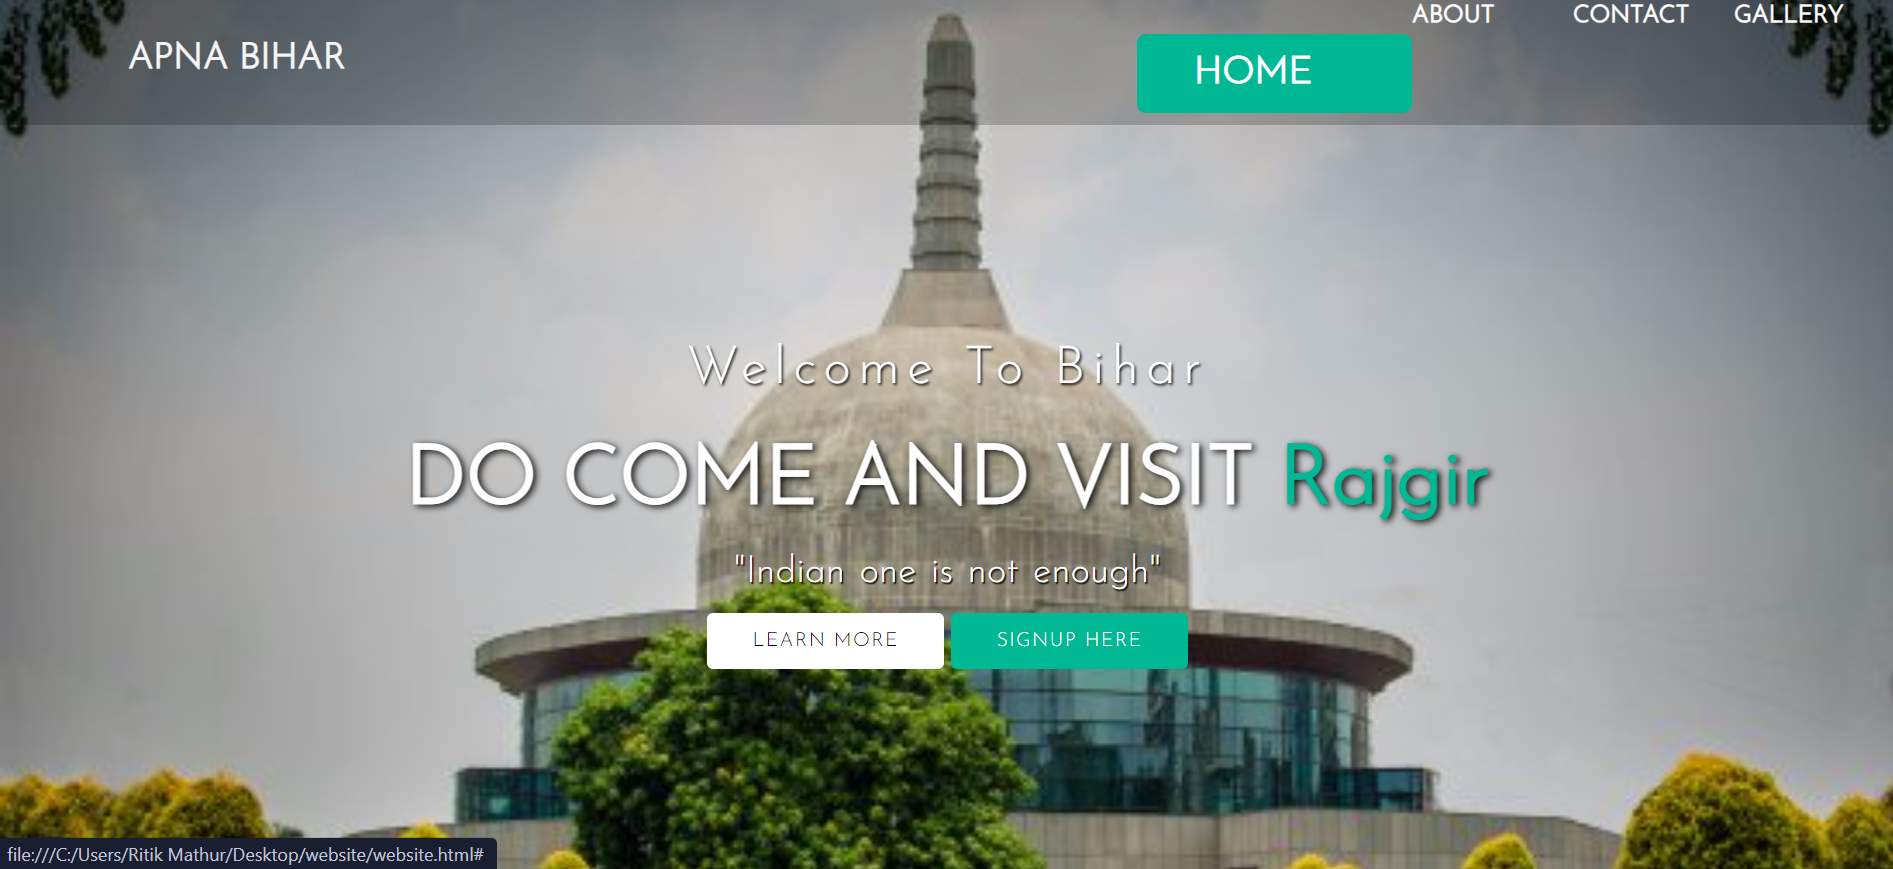 APNA BIHAR
HOME
ABOUT
CONTACT
GALLERY
Welcome To Bihar
DO COME AND VISIT Rajgir
"Indian one is not enough"
LEARN MORE
SIGNUP HERE
file:///C:/Users/Ritik Mathur/Desktop/website/website.html#